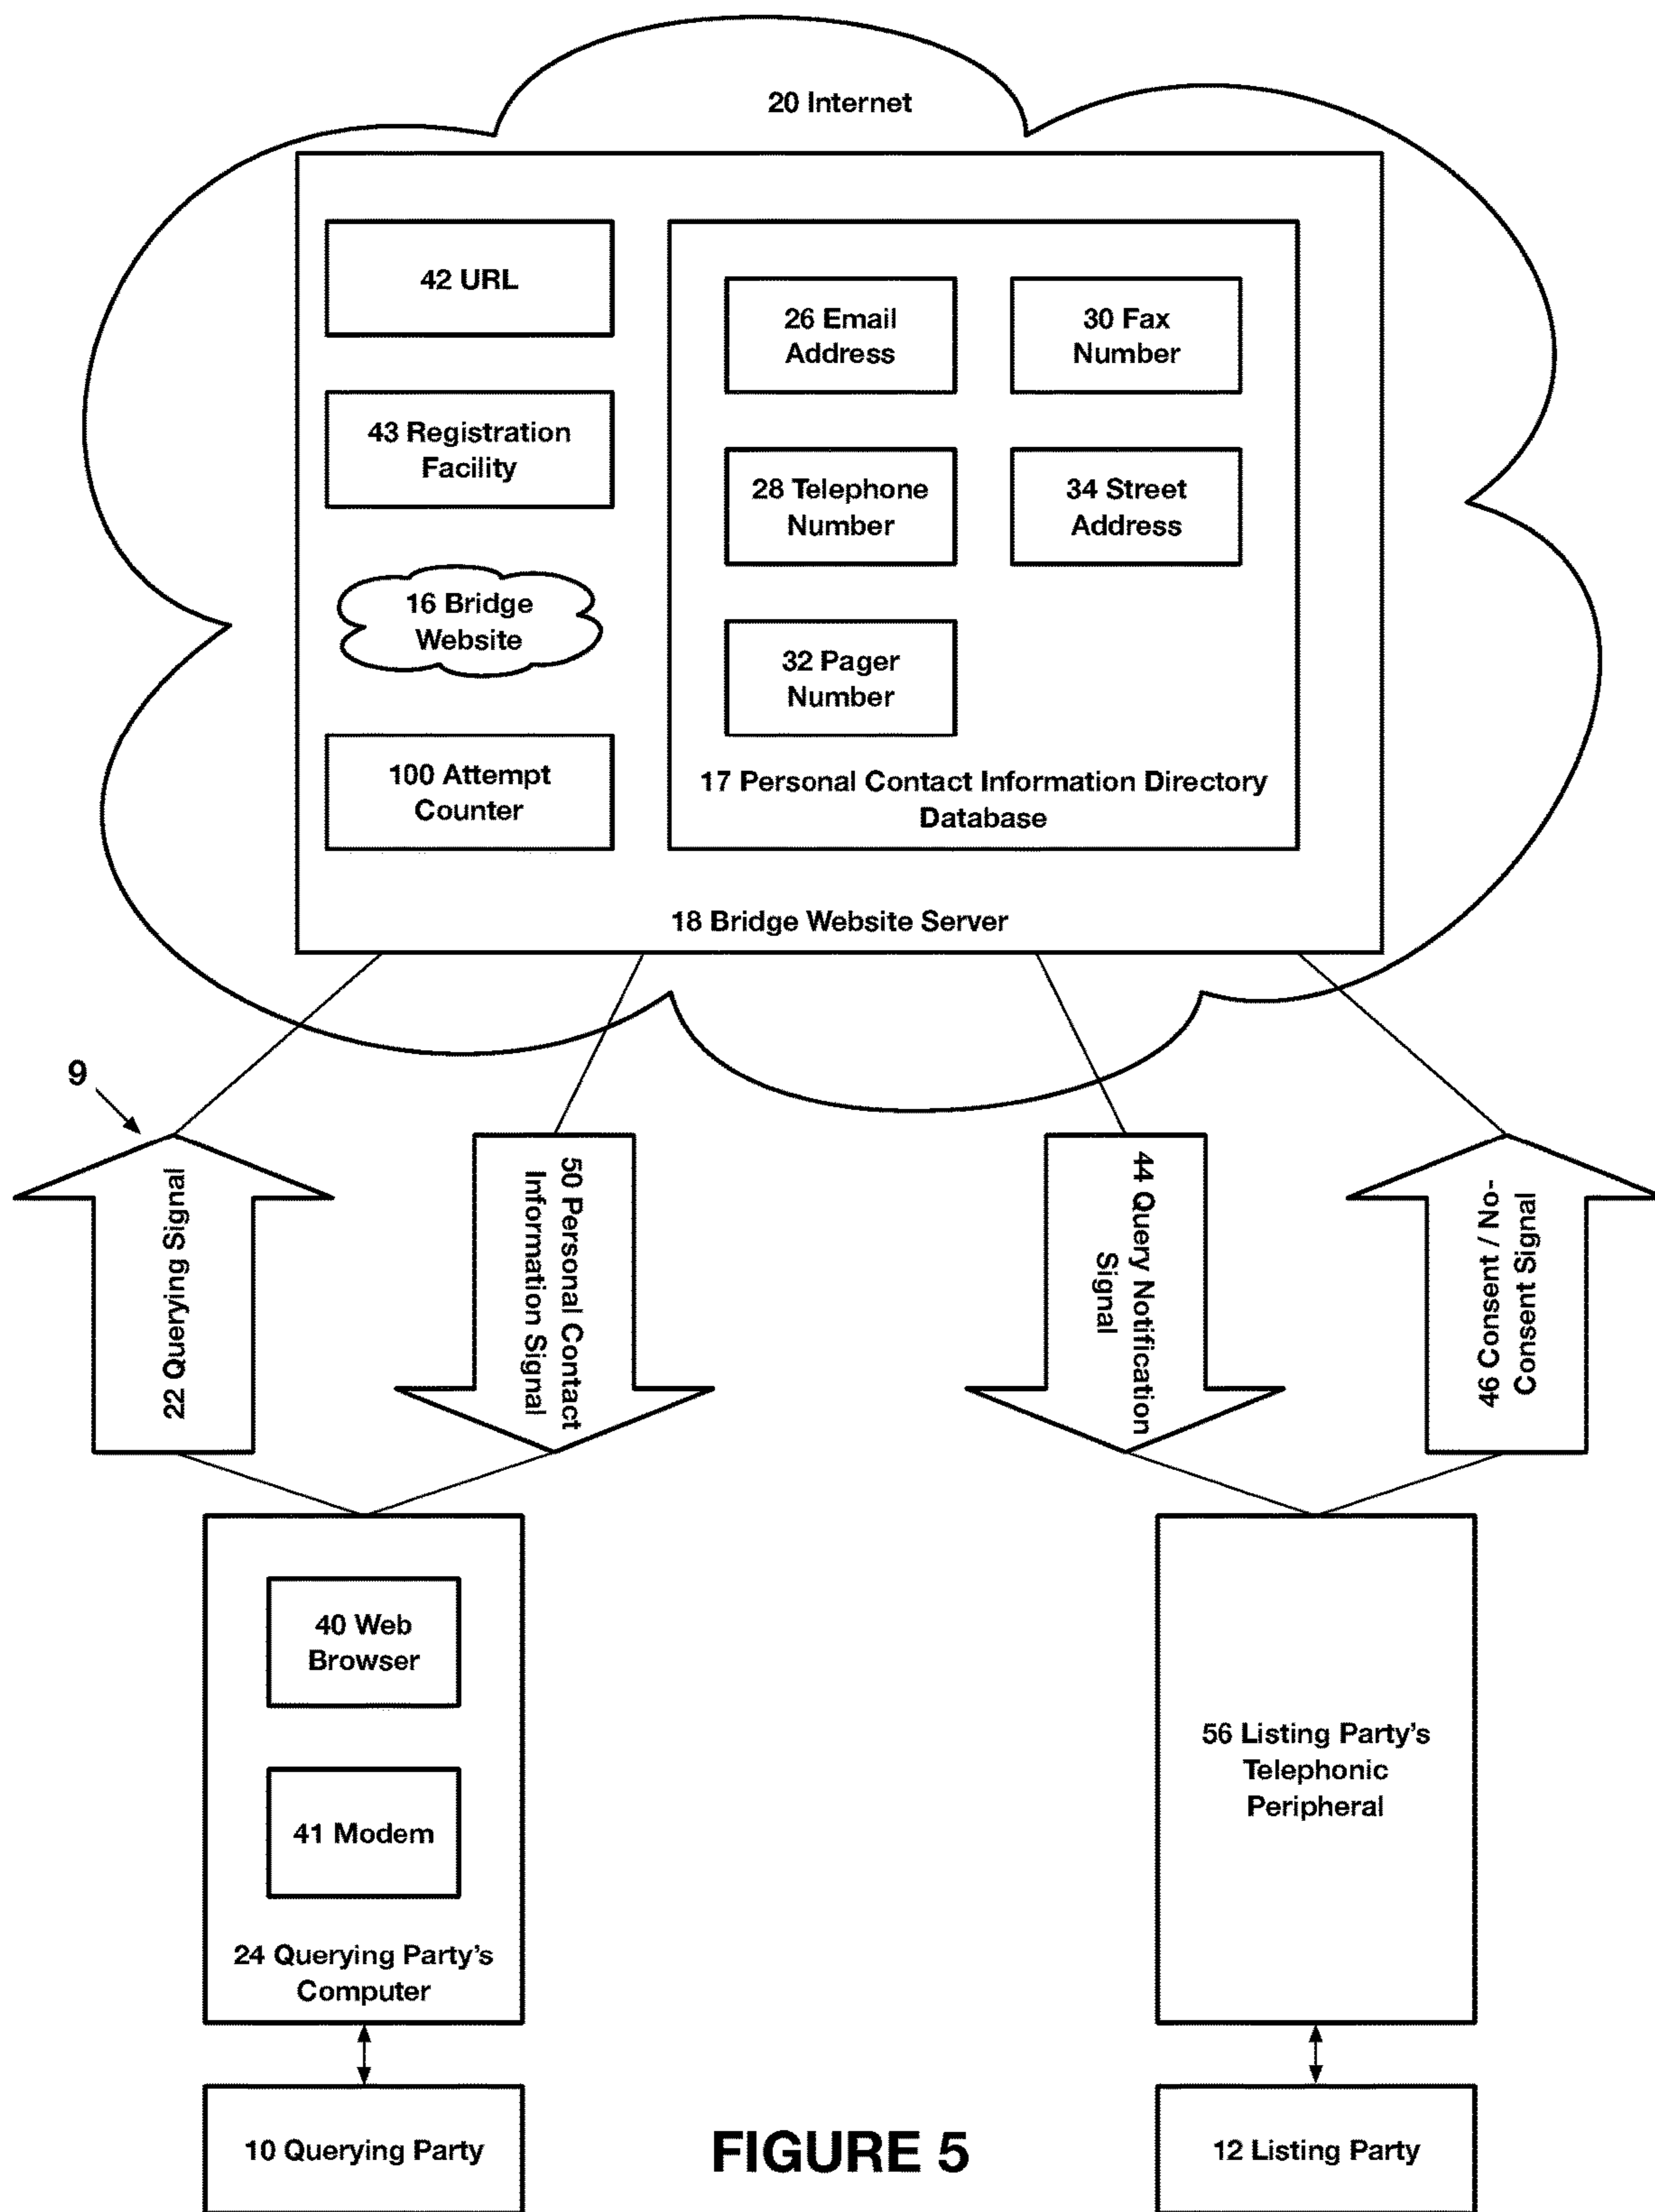 20 Internet
42 URL
43 Registration
Facility
16 Bridge
Website
100 Attempt
Counter
26 Email
Address
30 Fax
Number
28 Telephone
Number
34 Street
Address
32 Pager
Number
17 Personal Contact Information Directory
Database
18 Bridge Website Server
9
22 Querying Signal
50 Personal Contact
Information Signal
44 Query Notification
Signal
46 Consent / No-
Consent Signal
40 Web
Browser
41 Modem
24 Querying Party's
Computer
56 Listing Party's
Telephonic
Peripheral
10 Querying Party
FIGURE 5
12 Listing Party